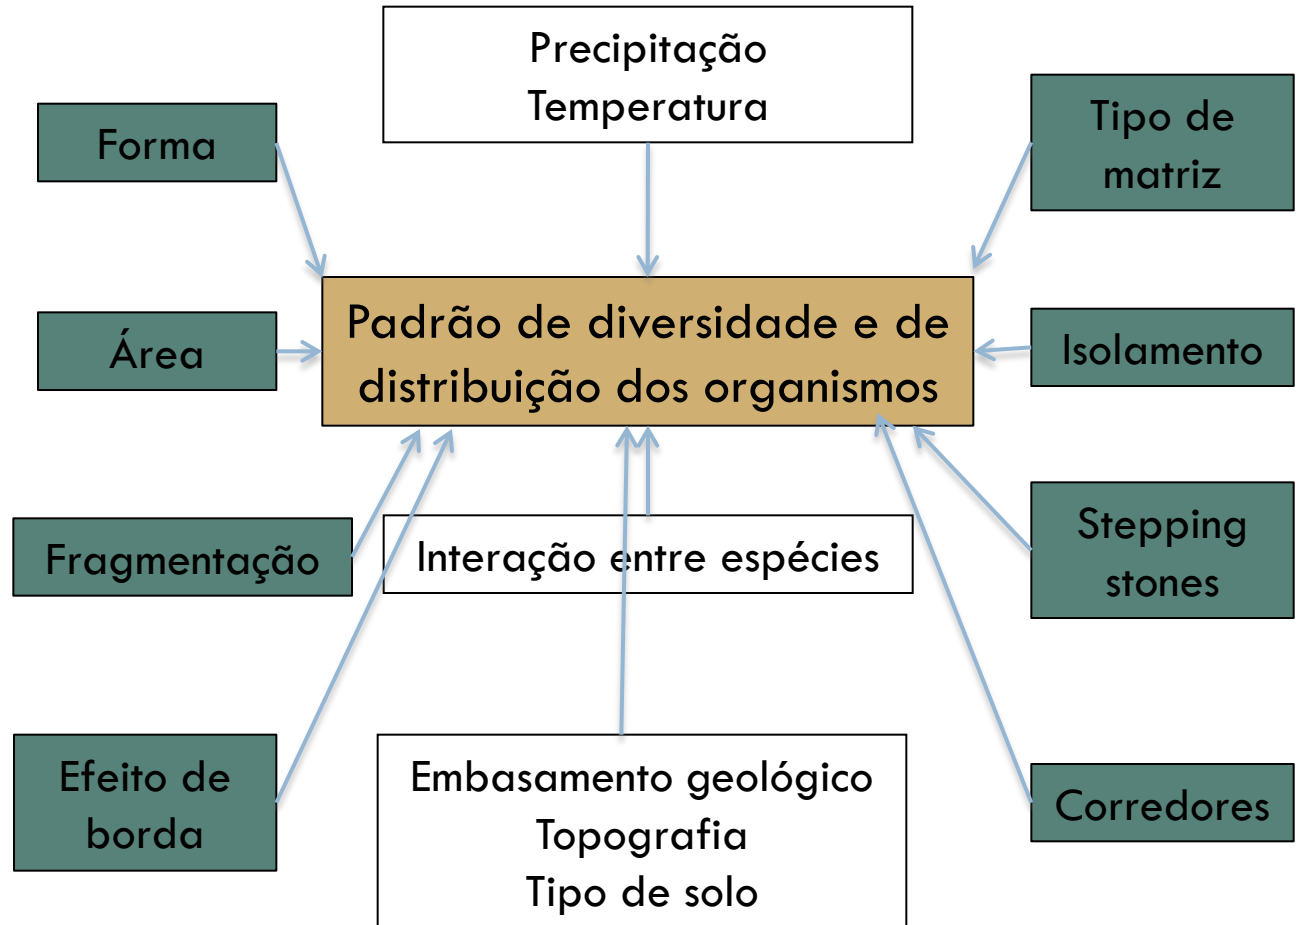 Precipitação
Temperatura
Forma
Tipo de
matriz
Padrão de diversidade e de
distribuição dos organismos
Área
Isolamento
Fragmentação
Interação entre espécies
Stepping
stones
Efeito de
borda
Embasamento geológico
Topografia
Tipo de solo
Corredores